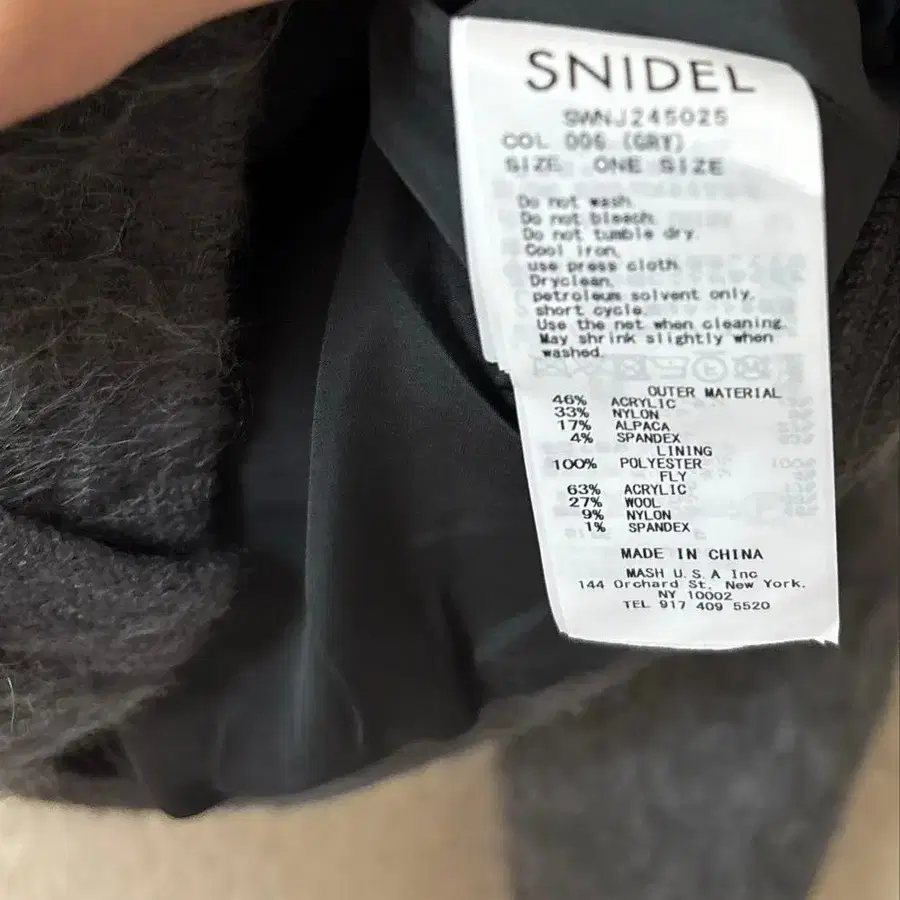 SNIDEL
SWNJ245025
COL 006 (GRY)
SIZE ONE SIZE
Do not wash.
Do not bleach.
Do not tumble dry.
Cool iron,
use press cloth.
Dryclean,
petroleum solvent only,
short cycle.
Use the net when cleaning.
May shrink slightly when
washed.
OUTER MATERIAL
46% ACRYLIC
33% NYLON
17% ALPACA
4% SPANDEX
LINING
100% POLYESTER
FLY
63% ACRYLIC
27% WOOL
9% NYLON
1% SPANDEX
MADE IN CHINA
MASH U.S.A Inc
144 Orchard St, New York,
NY 10002
TEL 917 409 5520